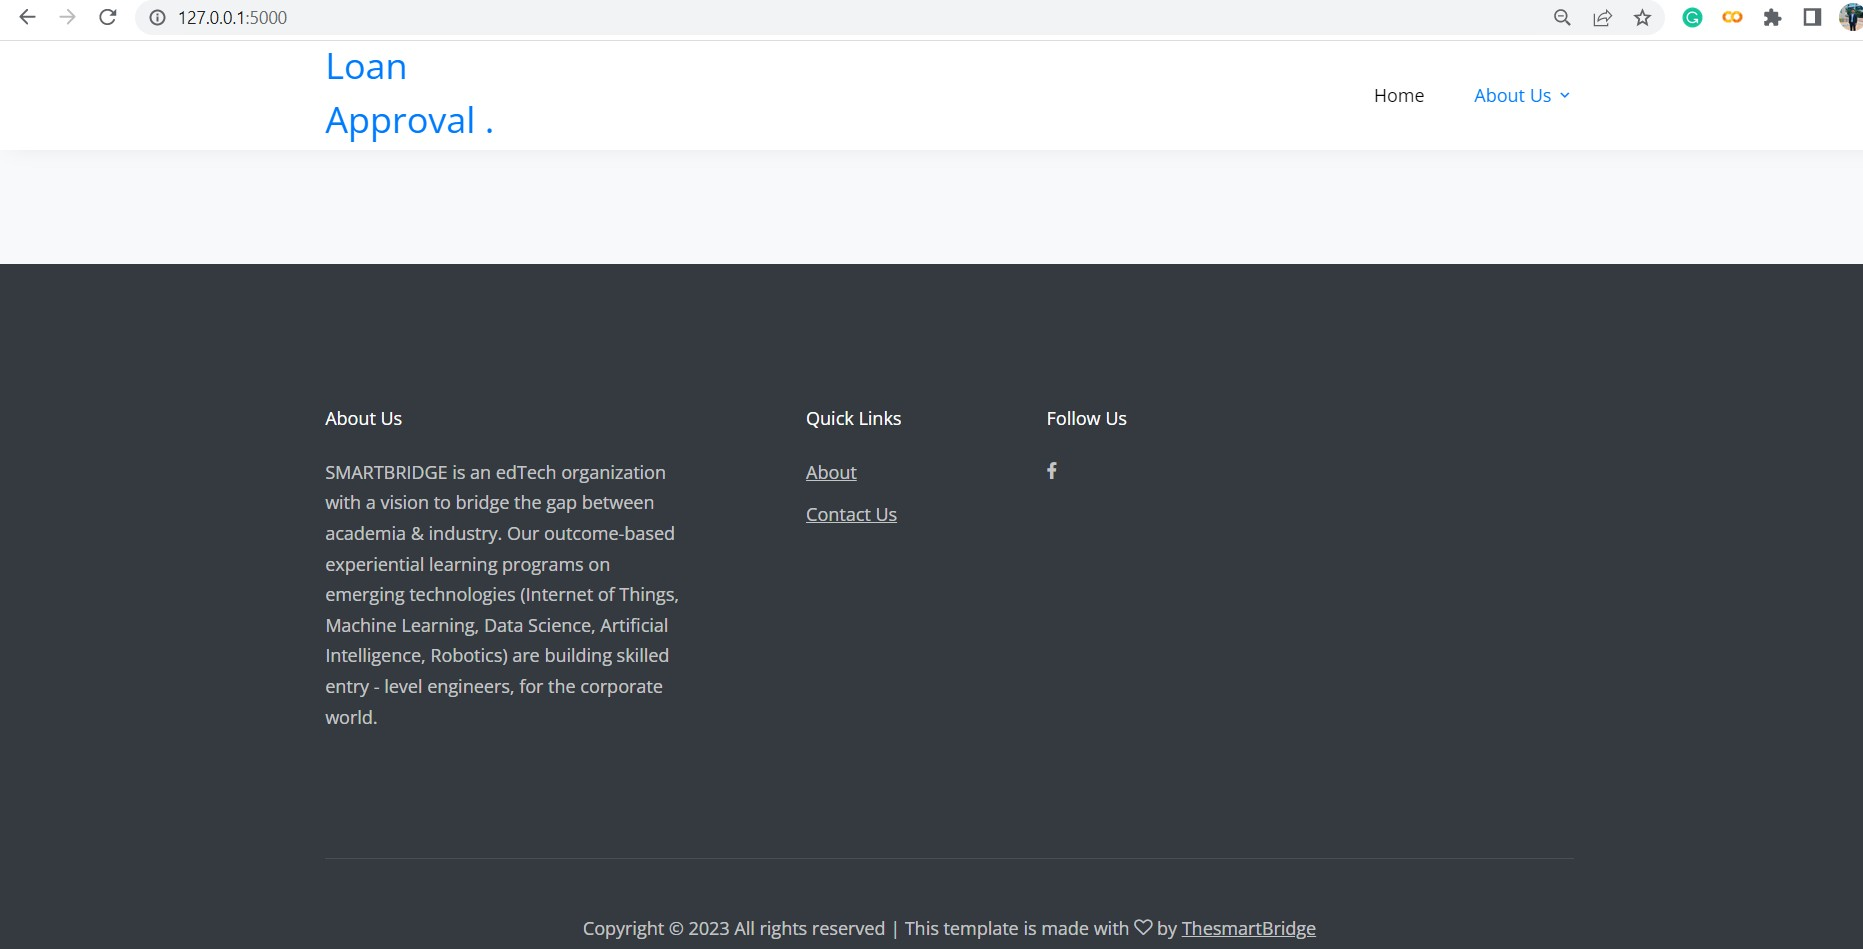 127.0.0.1:5000
Loan
Approval .
Home
About Us
About Us
SMARTBRIDGE is an edTech organization
with a vision to bridge the gap between
academia & industry. Our outcome-based
experiential learning programs on
emerging technologies (Internet of Things,
Machine Learning, Data Science, Artificial
Intelligence, Robotics) are building skilled
entry - level engineers, for the corporate
world.
Quick Links
About
Contact Us
Follow Us
Copyright © 2023 All rights reserved | This template is made with ♡ by ThesmartBridge